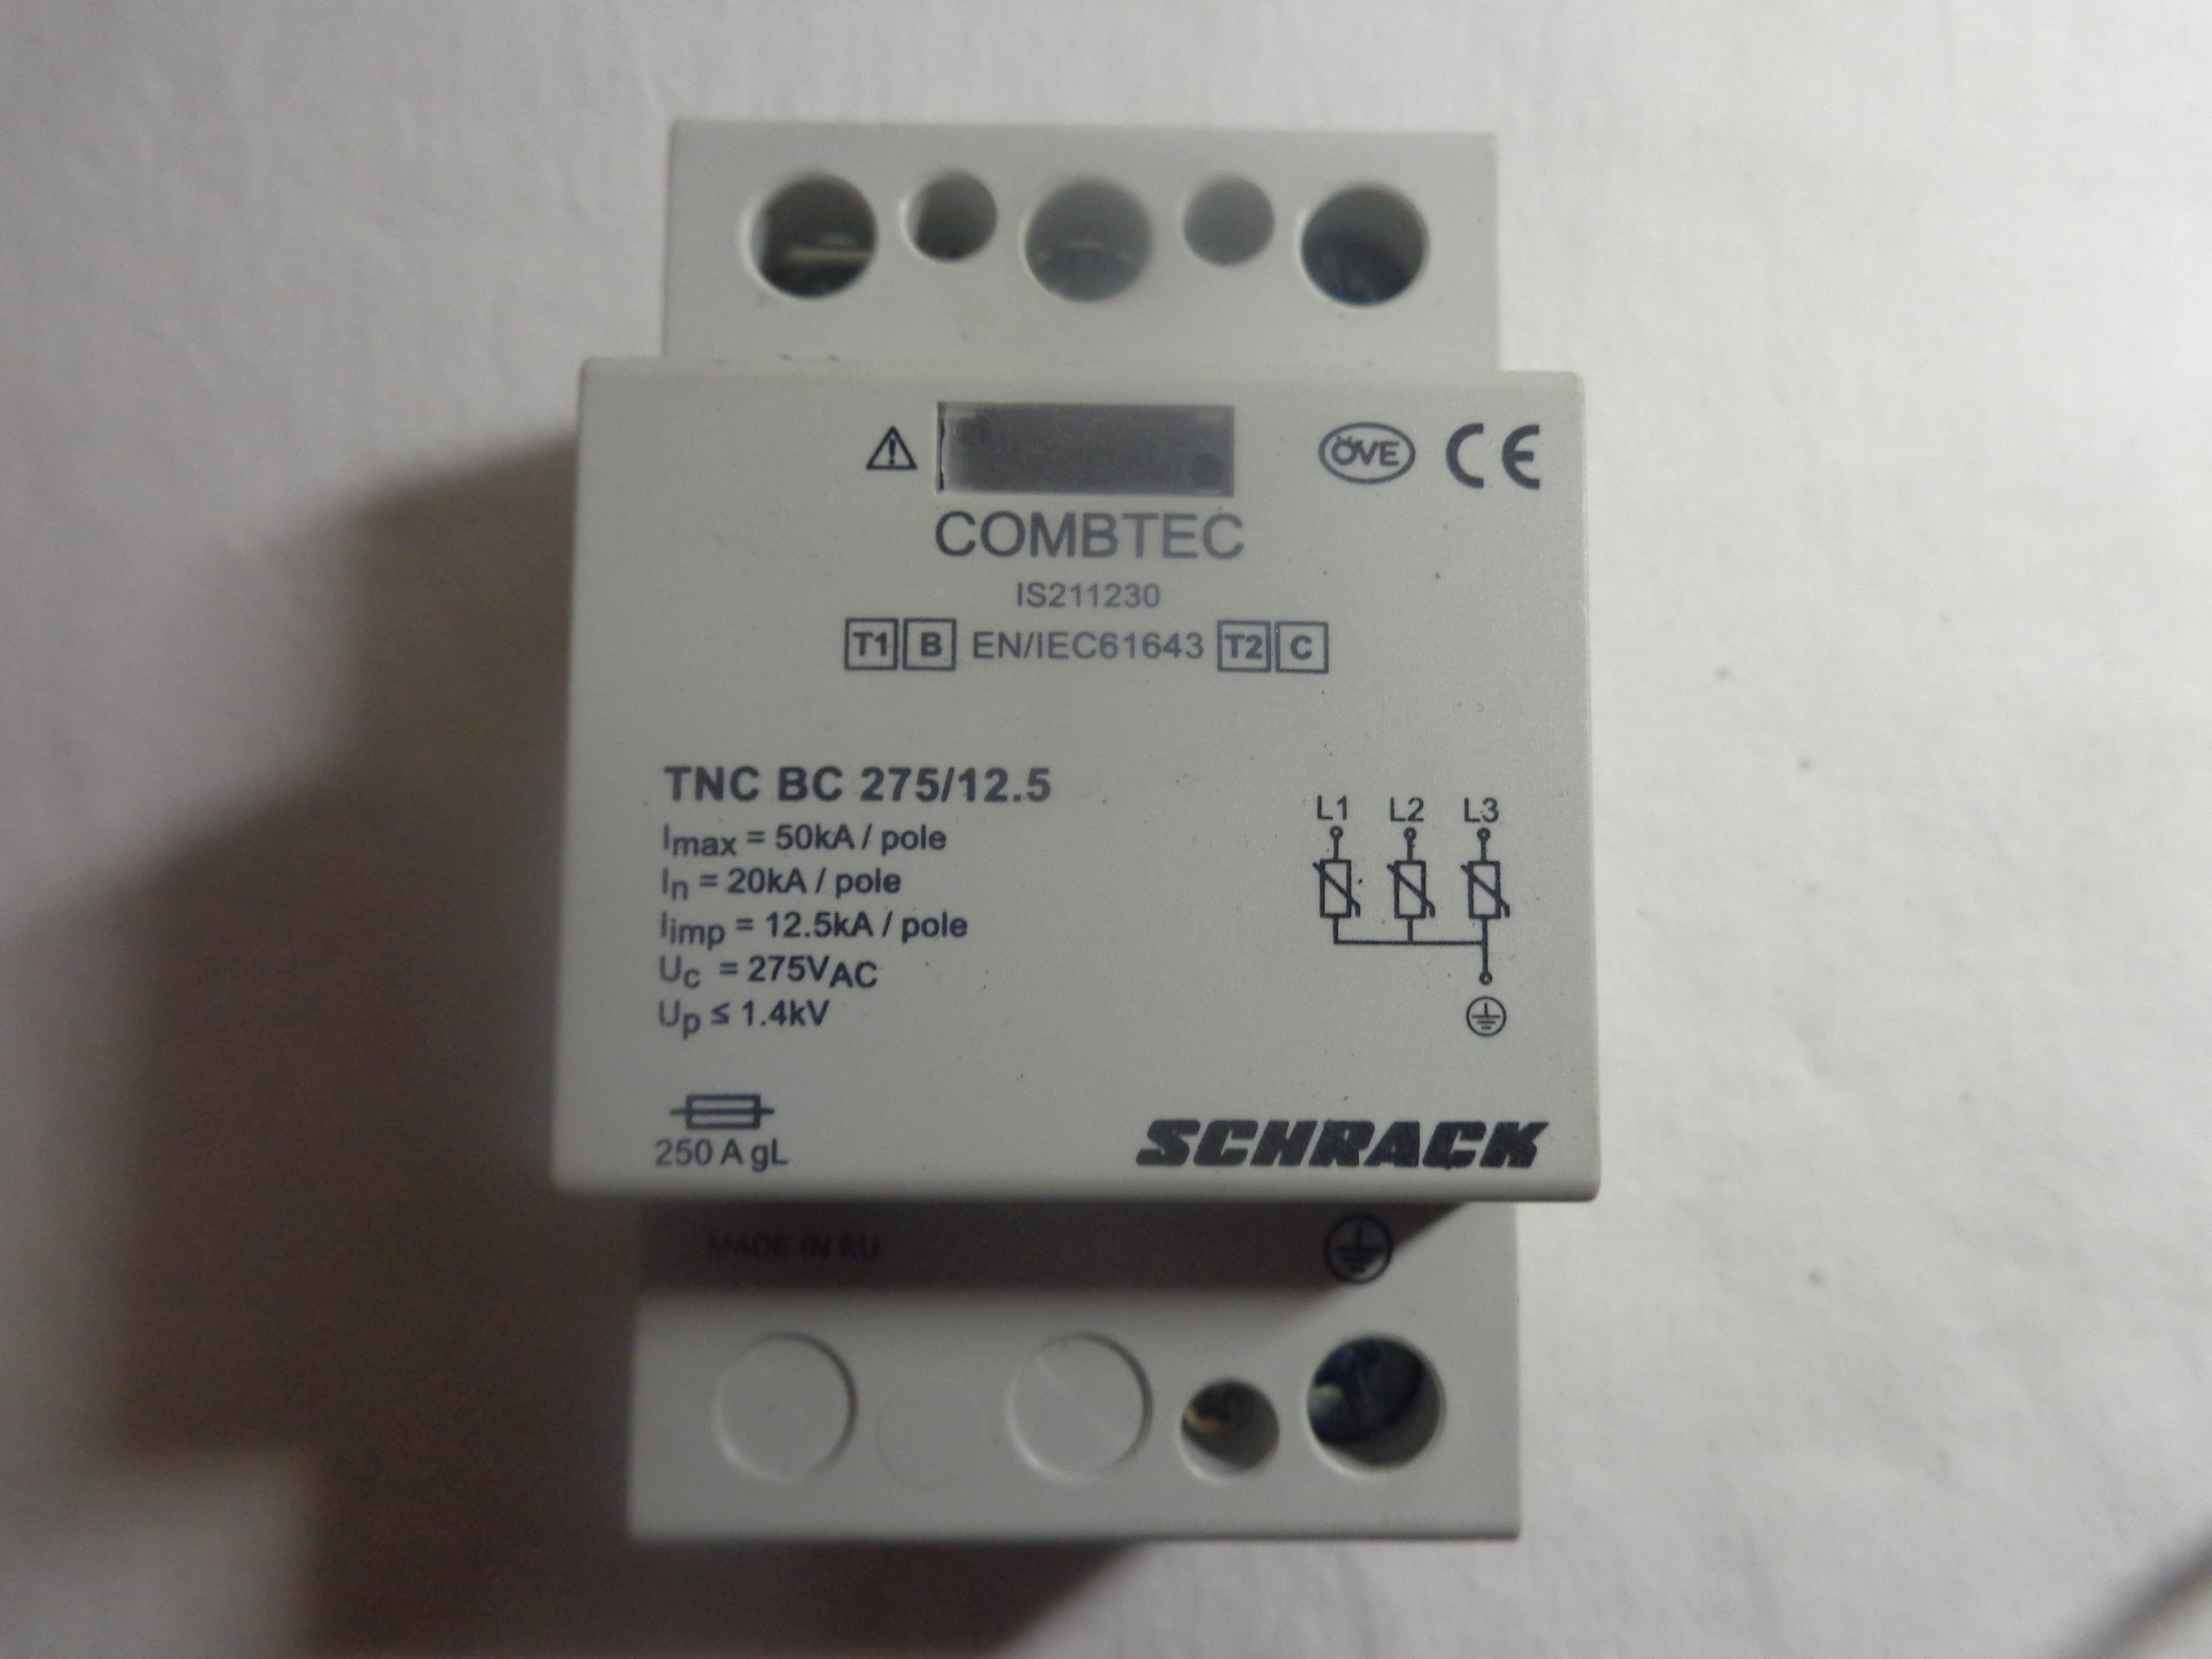 ÖVE CE
COMBTEC
IS211230
T1 B EN/IEC61643 T2 C
TNC BC 275/12.5
Imax = 50kA / pole
In = 20kA / pole
Iimp = 12.5kA / pole
Uc = 275VAC
Up ≤ 1.4kV
L1 L2 L3
250 A gL
SCHRACK
MADE IN EU